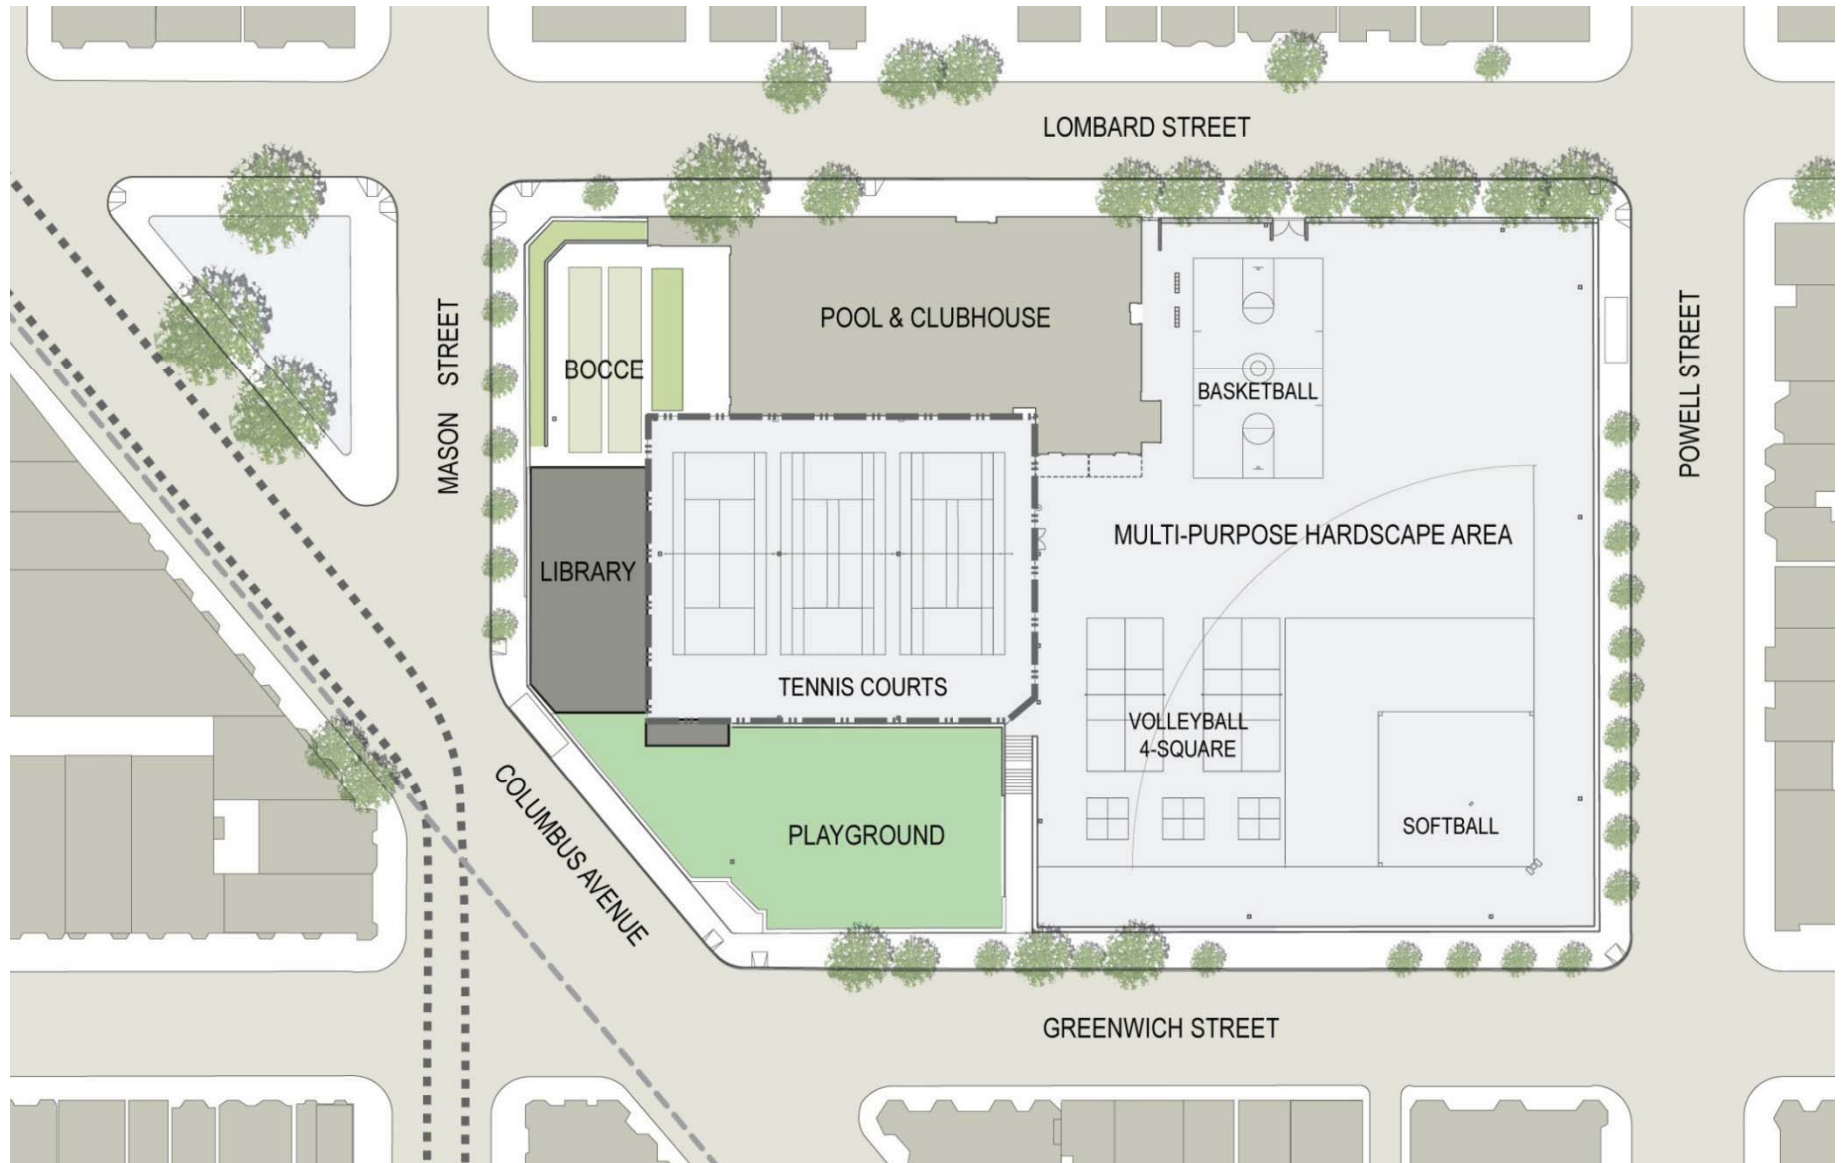 LOMBARD STREET
MASON STREET
POOL & CLUBHOUSE
POWELL STREET
BOCCE
BASKETBALL
MULTI-PURPOSE HARDSCAPE AREA
LIBRARY
TENNIS COURTS
VOLLEYBALL
4-SQUARE
COLUMBUS AVENUE
PLAYGROUND
SOFTBALL
GREENWICH STREET